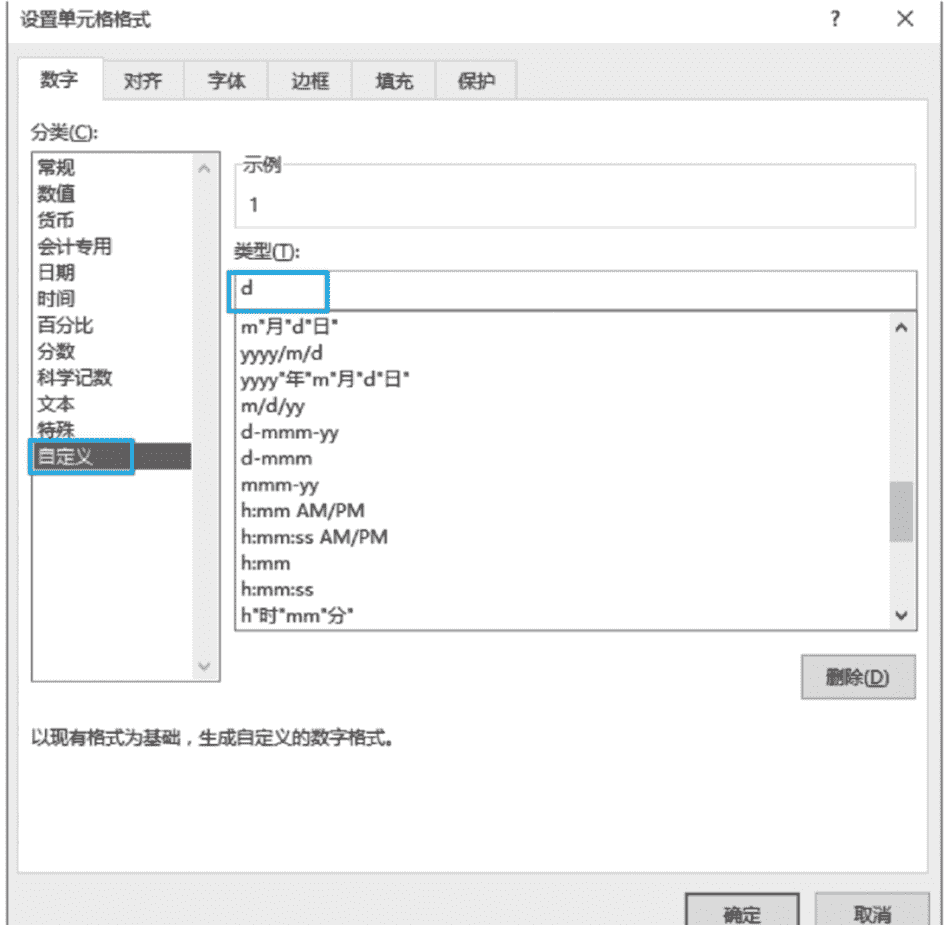 设置单元格格式 ?
数字 对齐 字体 边框 填充 保护
分类(C):
常规
数值
货币
会计专用
日期
时间
百分比
分数
科学记数
文本
特殊
自定义
示例
1
类型(T):
d
m"月"d"日"
yyyy/m/d
yyyy"年"m"月"d"日"
m/d/yy
d-mmm-yy
d-mmm
mmm-yy
h:mm AM/PM
h:mm:ss AM/PM
h:mm
h:mm:ss
h"时"mm"分"
删除(D)
以现有格式为基础，生成自定义的数字格式。
确定 取消